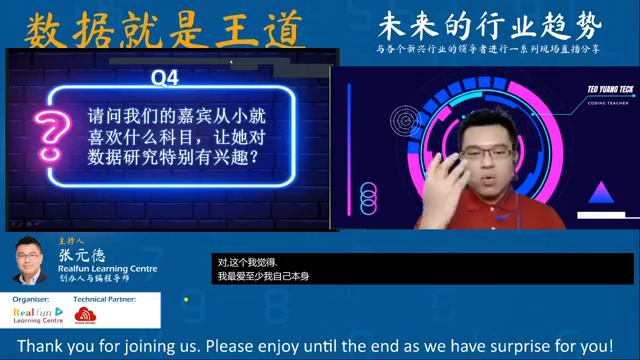 数据就是王道
未来的行业趋势
与各个新兴行业的领导者进行一系列现场直播分享
Q4
请问我们的嘉宾从小就
喜欢什么科目，让她对
数据研究特别有兴趣？
TEO YUANG TECK
CODING TEACHER
主持人
张元德
Realfun Learning Centre
创办人与编程导师
对,这个我觉得.
我最爱至少我自己本身
Organiser:
Technical Partner:
Realfun
Learning Centre
Thank you for joining us. Please enjoy until the end as we have surprise for you!